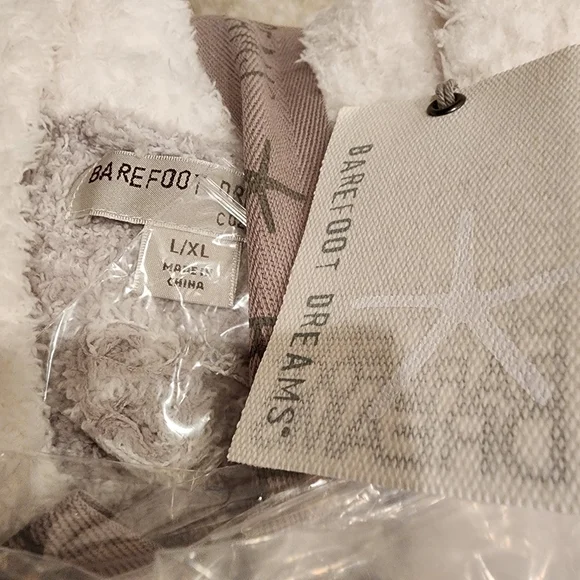 BAREFOOT DR
CO
L/XL
MADE IN
CHINA
BAREFOOT DREAMS®